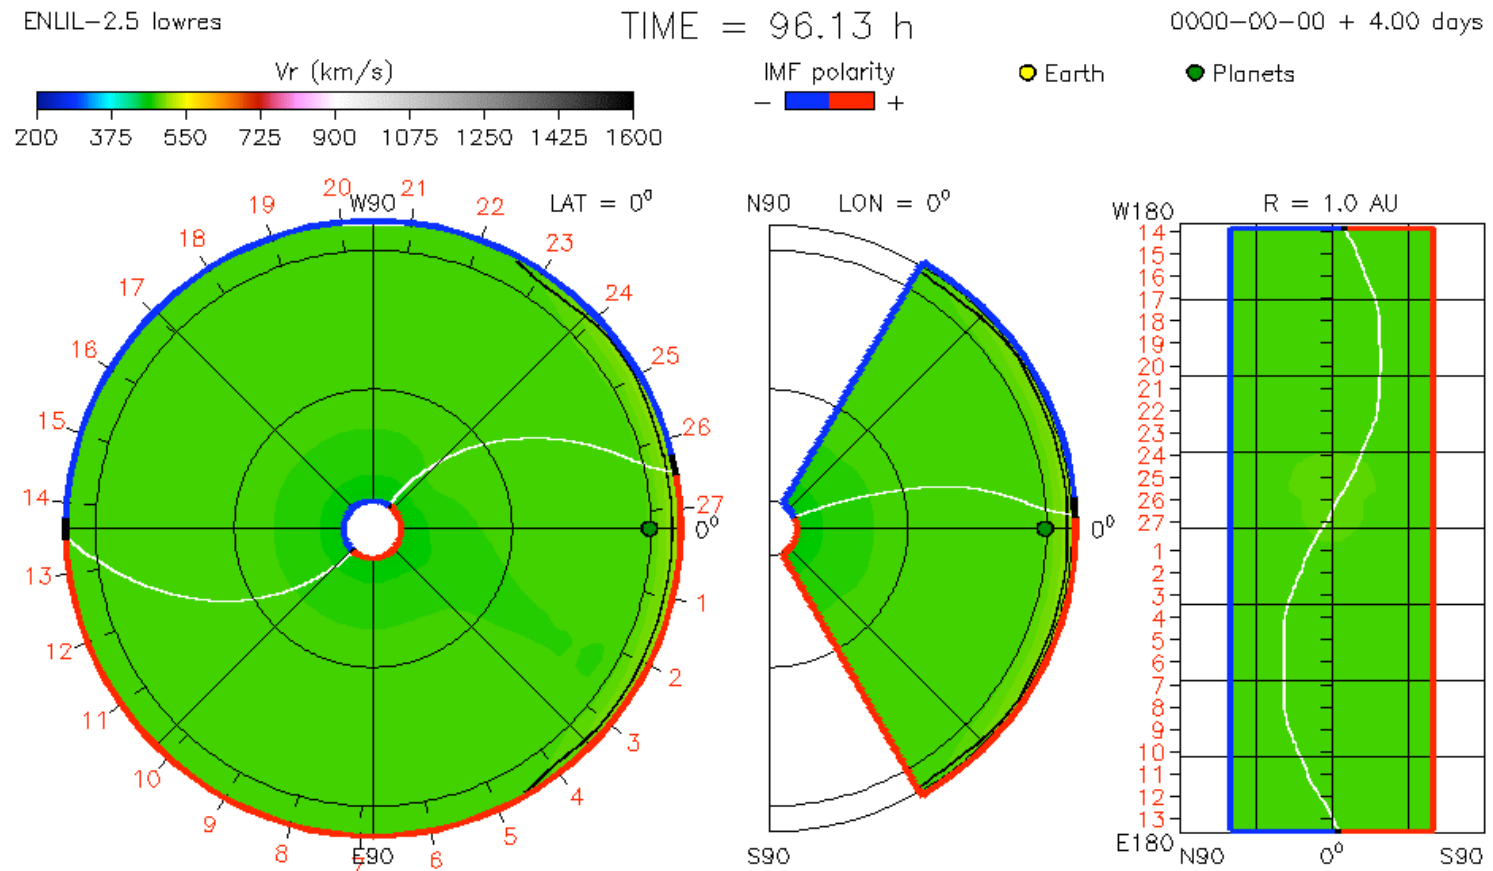 ENLIL-2.5 lowres
TIME = 96.13 h
0000-00-00 + 4.00 days
Vr (km/s)
200 375 550 725 900 1075 1250 1425 1600
IMF polarity
- +
Earth
Planets
LAT = 0⁰
W90
20 21
19 22
18 23
17 24
16 25
15 26
14 27
0⁰
13 1
12 2
11 3
10 4
9 5
8 7 6
E90
N90
LON = 0⁰
0⁰
S90
R = 1.0 AU
W180
14
15
16
17
18
19
20
21
22
23
24
25
26
27
1
2
3
4
5
6
7
8
9
10
11
12
13
E180
N90 0⁰ S90